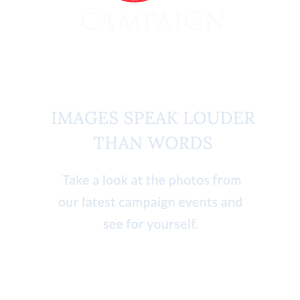 CAMPAIGN
IMAGES SPEAK LOUDER
THAN WORDS
Take a look at the photos from
our latest campaign events and
see for yourself.